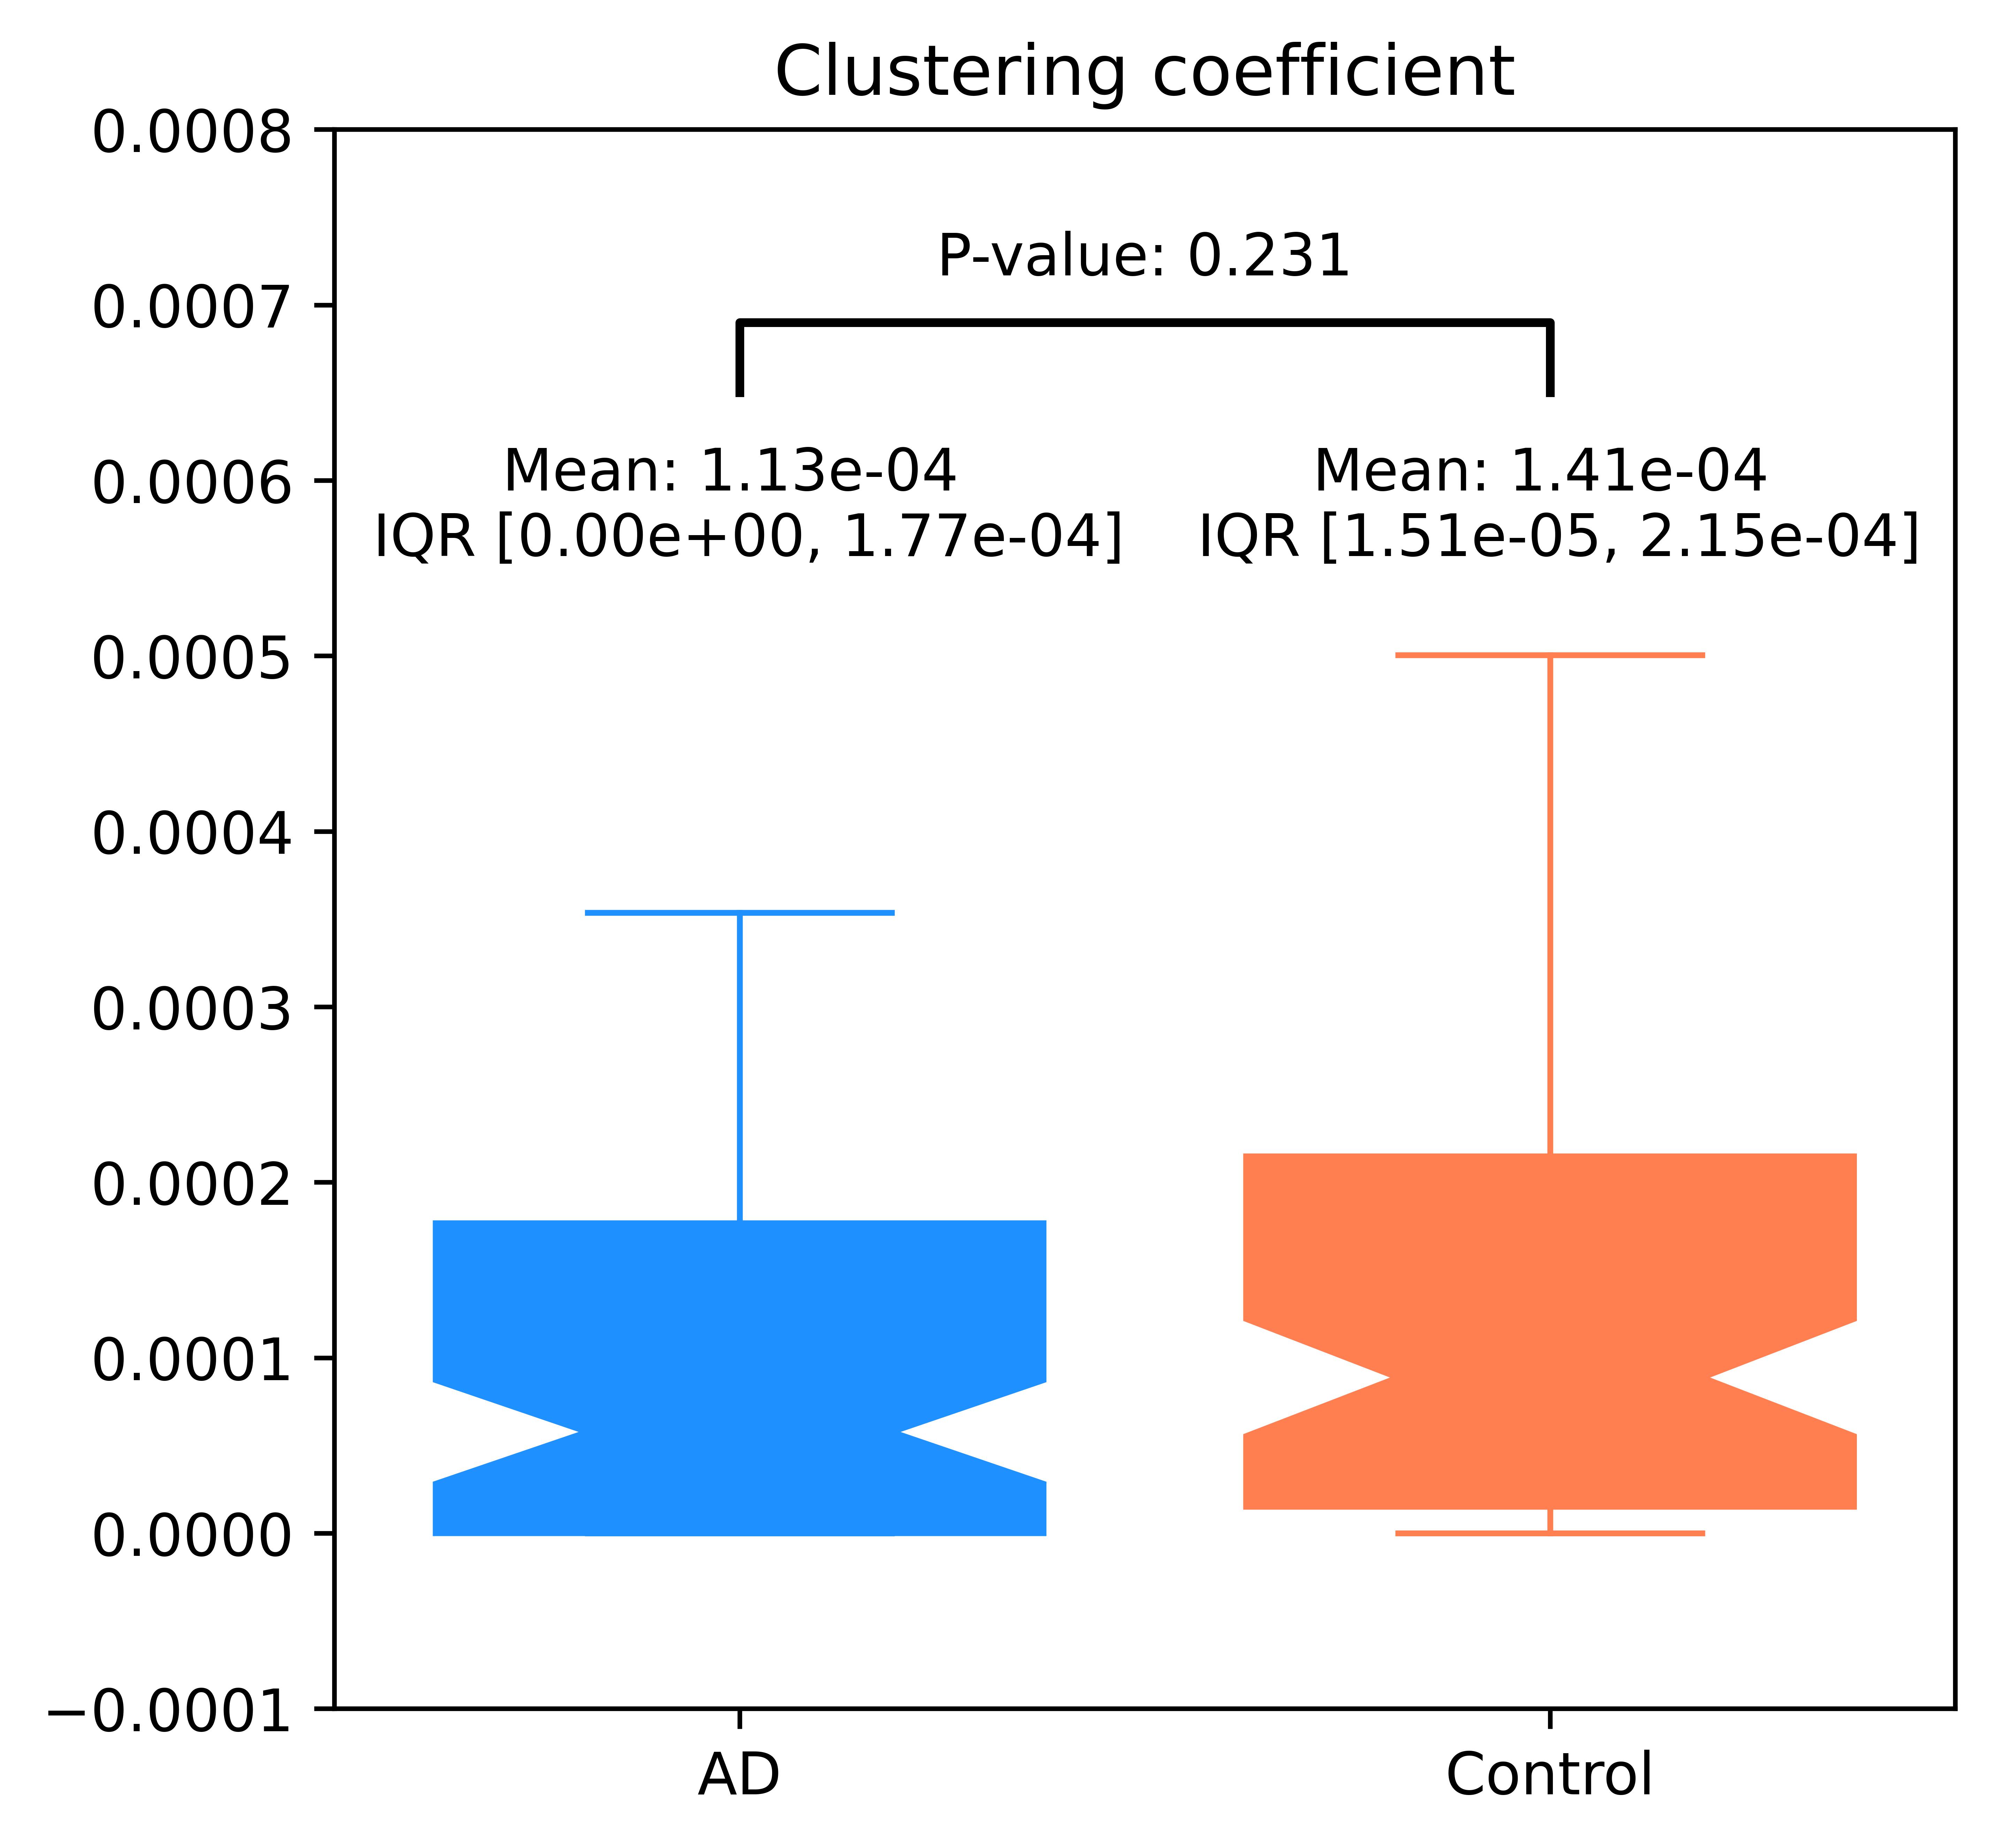 Clustering coefficient
0.0008
P-value: 0.231
0.0007
Mean: 1.13e-04
IQR [0.00e+00, 1.77e-04]
Mean: 1.41e-04
IQR [1.51e-05, 2.15e-04]
0.0006
0.0005
0.0004
0.0003
0.0002
0.0001
0.0000
−0.0001
AD
Control